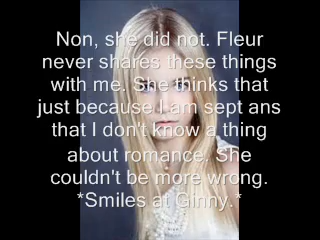 Non, she did not. Fleur
never shares these things
with me. She thinks that
just because I am sept ans
that I don't know a thing
about romance. She
couldn't be more wrong.
*Smiles at Ginny.*